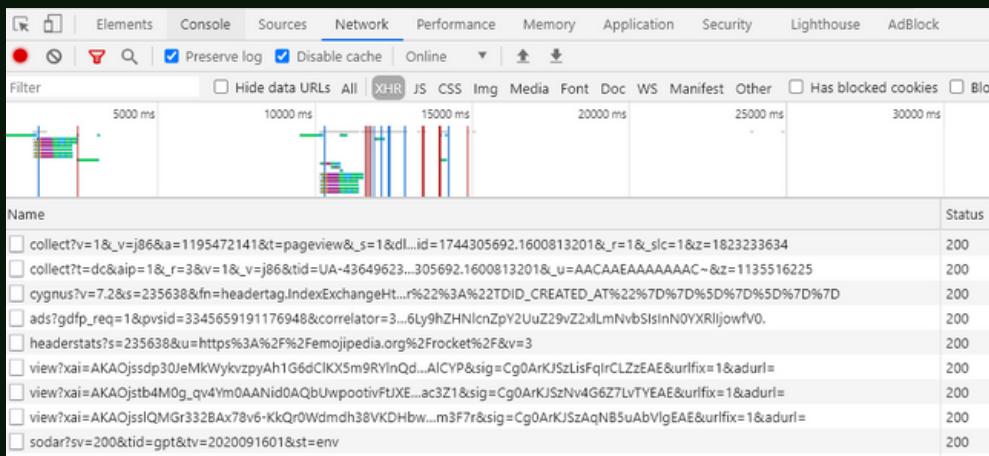 Elements Console Sources Network Performance Memory Application Security Lighthouse AdBlock
Preserve log Disable cache Online
Filter Hide data URLs All XHR JS CSS Img Media Font Doc WS Manifest Other Has blocked cookies Blo
5000 ms 10000 ms 15000 ms 20000 ms 25000 ms 30000 ms
Name Status
collect?v=1&_v=j86&a=1195472141&t=pageview&_s=1&dl...id=1744305692.1600813201&_r=1&_slc=1&z=1823233634 200
collect?t=dc&aip=1&_r=3&v=1&_v=j86&tid=UA-43649623...305692.1600813201&_u=AACAAEAAAAAAAC~&z=1135516225 200
cygnus?v=7.2&s=235638&fn=headertag.IndexExchangeHt...r%22%3A%22TDID_CREATED_AT%22%7D%7D%5D%7D%5D%7D%7D 200
ads?gdfp_req=1&pvsid=3345659191176948&correlator=3...6Ly9hZHNlcnZpY2UuZ29vZ2xlLmNvbSIsInN0YXRlIjowfV0. 200
headerstats?s=235638&u=https%3A%2F%2Femojipedia.org%2Frocket%2F&v=3 200
view?xai=AKAOjssdp30JeMkWykvzpyAh1G6dClKX5m9RYlnQd...AlCYP&sig=Cg0ArKJSzLisFqIrCLZzEAE&urlfix=1&adurl= 200
view?xai=AKAOjstb4M0g_qv4Ym0AANid0AQbUwpootivFtJXE...ac3Z1&sig=Cg0ArKJSzNv4G6Z7LvTYEAE&urlfix=1&adurl= 200
view?xai=AKAOjsslQMGr332BAx78v6-KkQr0Wdmdh38VKDHbw...m3F7r&sig=Cg0ArKJSzAqNB5uAbVlgEAE&urlfix=1&adurl= 200
sodar?sv=200&tid=gpt&tv=2020091601&st=env 200